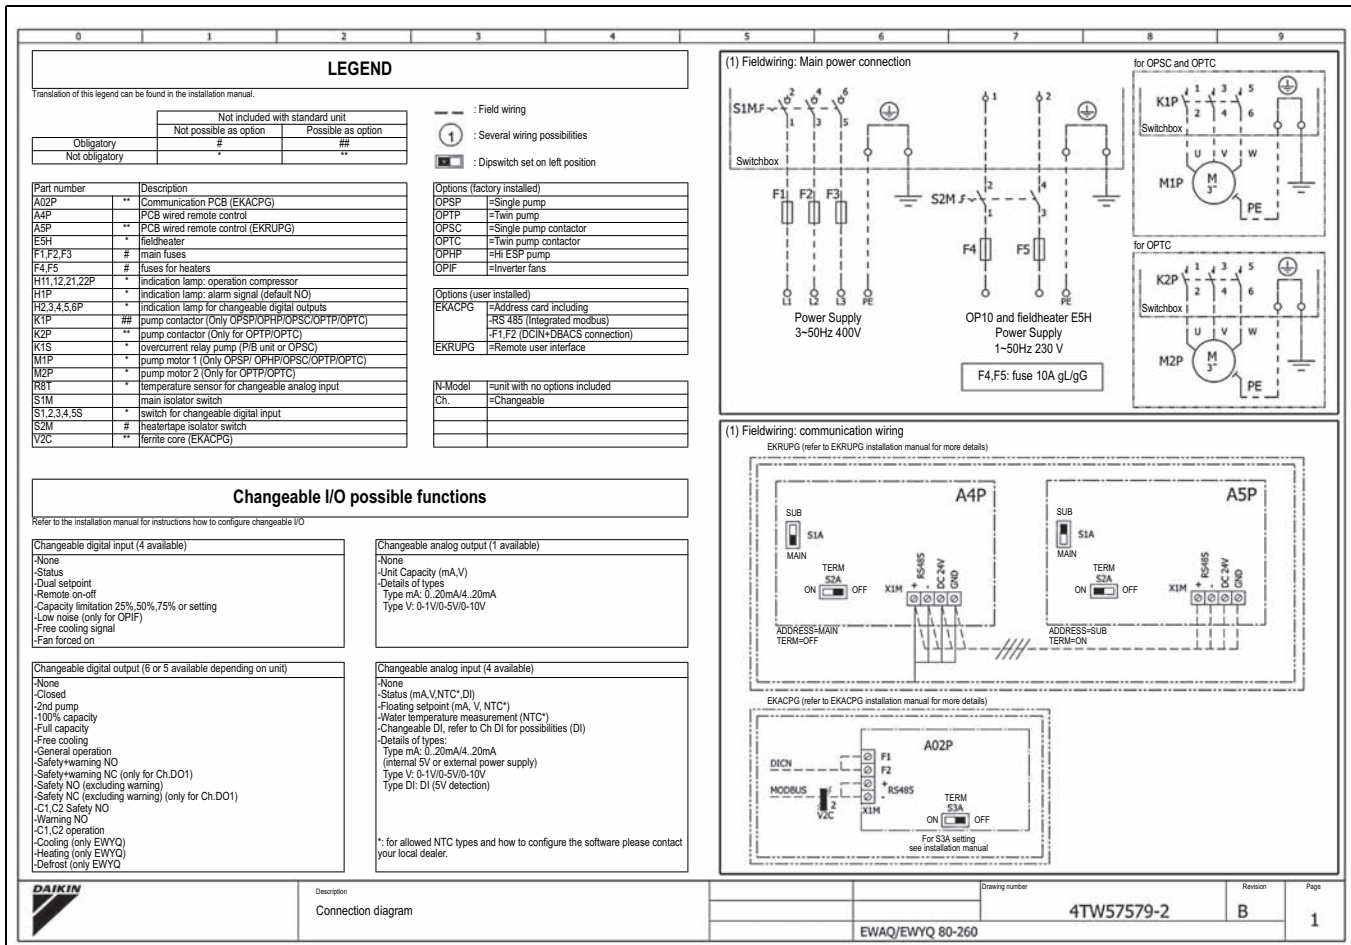 0 1 2 3 4 5 6 7 8 9
LEGEND
Translation of this legend can be found in the installation manual.
Not included with standard unit
Not possible as option Possible as option
Obligatory # ##
Not obligatory * **
: Field wiring
1 : Several wiring possibilities
: Dipswitch set on left position
Part number Description
A02P ** Communication PCB (EKACPG)
A4P PCB wired remote control
A5P ** PCB wired remote control (EKRUPG)
E5H * fieldheater
F1,F2,F3 # main fuses
F4,F5 # fuses for heaters
H11,12,21,22P * indication lamp: operation compressor
H1P * indication lamp: alarm signal (default NO)
H2,3,4,5,6P * indication lamp for changeable digital outputs
K1P ## pump contactor (Only OPSP/OPHP/OPSC/OPTP/OPTC)
K2P ** pump contactor (Only for OPTP/OPTC)
K1S * overcurrent relay pump (P/B unit or OPSC)
M1P * pump motor 1 (Only OPSP/ OPHP/OPSC/OPTP/OPTC)
M2P * pump motor 2 (Only for OPTP/OPTC)
R8T * temperature sensor for changeable analog input
S1M main isolator switch
S1,2,3,4,5S * switch for changeable digital input
S2M # heatertape isolator switch
V2C ** ferrite core (EKACPG)
Options (factory installed)
OPSP =Single pump
OPTP =Twin pump
OPSC =Single pump contactor
OPTC =Twin pump contactor
OPHP =Hi ESP pump
OPIF =Inverter fans
Options (user installed)
EKACPG =Address card including
-RS 485 (Integrated modbus)
-F1,F2 (DCIN+DBACS connection)
EKRUPG =Remote user interface
N-Model =unit with no options included
Ch. =Changeable
Changeable I/O possible functions
Refer to the installation manual for instructions how to configure changeable I/O
Changeable digital input (4 available)
-None
-Status
-Dual setpoint
-Remote on-off
-Capacity limitation 25%,50%,75% or setting
-Low noise (only for OPIF)
-Free cooling signal
-Fan forced on
Changeable analog output (1 available)
-None
-Unit Capacity (mA,V)
-Details of types
Type mA: 0..20mA/4..20mA
Type V: 0-1V/0-5V/0-10V
Changeable digital output (6 or 5 available depending on unit)
-None
-Closed
-2nd pump
-100% capacity
-Full capacity
-Free cooling
-General operation
-Safety+warning NO
-Safety+warning NC (only for Ch.DO1)
-Safety NO (excluding warning)
-Safety NC (excluding warning) (only for Ch.DO1)
-C1,C2 Safety NO
-Warning NO
-C1,C2 operation
-Cooling (only EWYQ)
-Heating (only EWYQ)
-Defrost (only EWYQ
Changeable analog input (4 available)
-None
-Status (mA,V,NTC*,DI)
-Floating setpoint (mA, V, NTC*)
-Water temperature measurement (NTC*)
-Changeable DI, refer to Ch DI for possibilities (DI)
-Details of types:
Type mA: 0..20mA/4..20mA
(internal 5V or external power supply)
Type V: 0-1V/0-5V/0-10V
Type DI: DI (5V detection)
*: for allowed NTC types and how to configure the software please contact
your local dealer.
(1) Fieldwiring: Main power connection
S1M 2 4 6
1 3 5
Switchbox
F1 F2 F3
L1 L2 L3 PE
Power Supply
3~50Hz 400V
1 2
S2M 2 4
1 3
F4 F5
PE
OP10 and fieldheater E5H
Power Supply
1~50Hz 230 V
F4,F5: fuse 10A gL/gG
for OPSC and OPTC
K1P 1 3 5
2 4 6
Switchbox
U V W
M1P M
3~
PE
for OPTC
K2P 1 3 5
2 4 6
Switchbox
U V W
M2P M
3~
PE
(1) Fieldwiring: communication wiring
EKRUPG (refer to EKRUPG installation manual for more details)
A4P
SUB
S1A
MAIN
TERM
S2A
ON OFF
X1M + RS485 - DC 24V GND
ADDRESS=MAIN
TERM=OFF
A5P
SUB
S1A
MAIN
TERM
S2A
ON OFF
X1M + RS485 - DC 24V GND
ADDRESS=SUB
TERM=ON
EKACPG (refer to EKACPG installation manual for more details)
A02P
DICN F1
F2
MODBUS + RS485
-
2
V2C X1M
TERM
S3A
ON OFF
For S3A setting
see installation manual
DAIKIN
Description
Connection diagram
Drawing number
4TW57579-2
Revision
B
Page
1
EWAQ/EWYQ 80-260